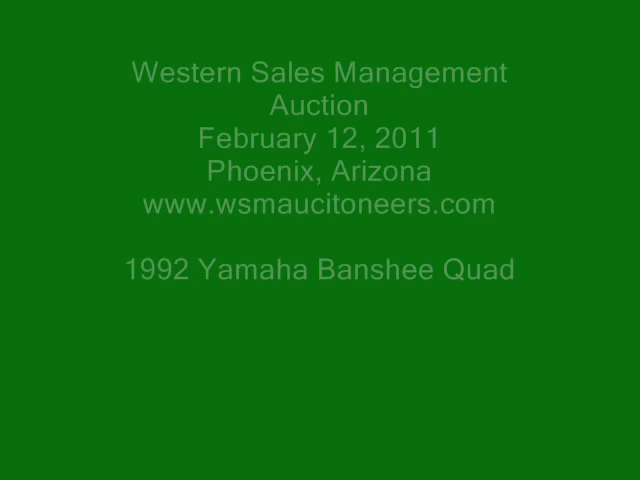 Western Sales Management
Auction
February 12, 2011
Phoenix, Arizona
www.wsmaucitoneers.com
1992 Yamaha Banshee Quad